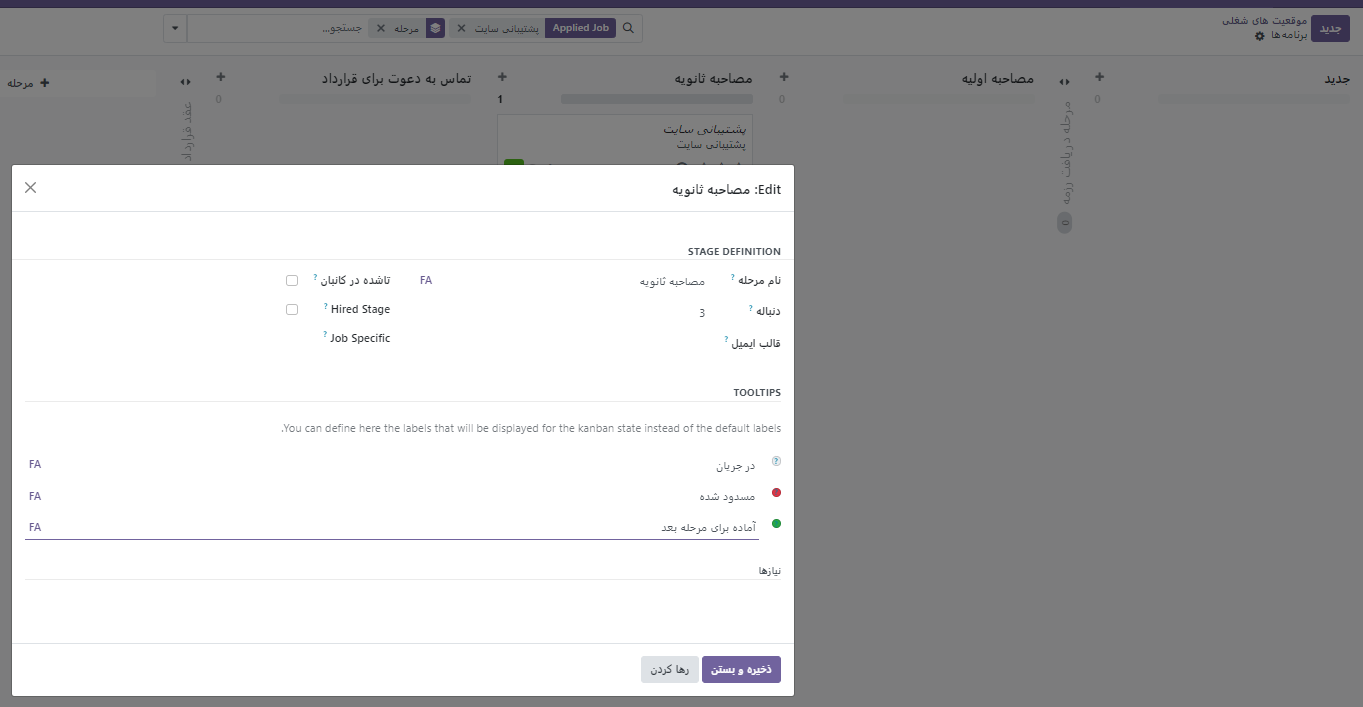 جدید
موقعیت های شغلی
برنامه‌ها
Applied Job
پشتیبانی سایت
مرحله
جستجو...
جدید
0
مرحله دریافت رزمه
0
مصاحبه اولیه
0
مصاحبه ثانویه
1
پشتیبانی سایت
پشتیبانی سایت
تماس به دعوت برای قرارداد
0
عقد قرارداد
مرحله
Edit: مصاحبه ثانویه
STAGE DEFINITION
نام مرحله ?
مصاحبه ثانویه
FA
دنباله ?
3
قالب ایمیل ?
تاشده در کانبان ?
Hired Stage ?
Job Specific ?
TOOLTIPS
You can define here the labels that will be displayed for the kanban state instead of the default labels.
?
در جریان
FA
مسدود شده
FA
آماده برای مرحله بعد
FA
نیازها
ذخیره و بستن
رها کردن